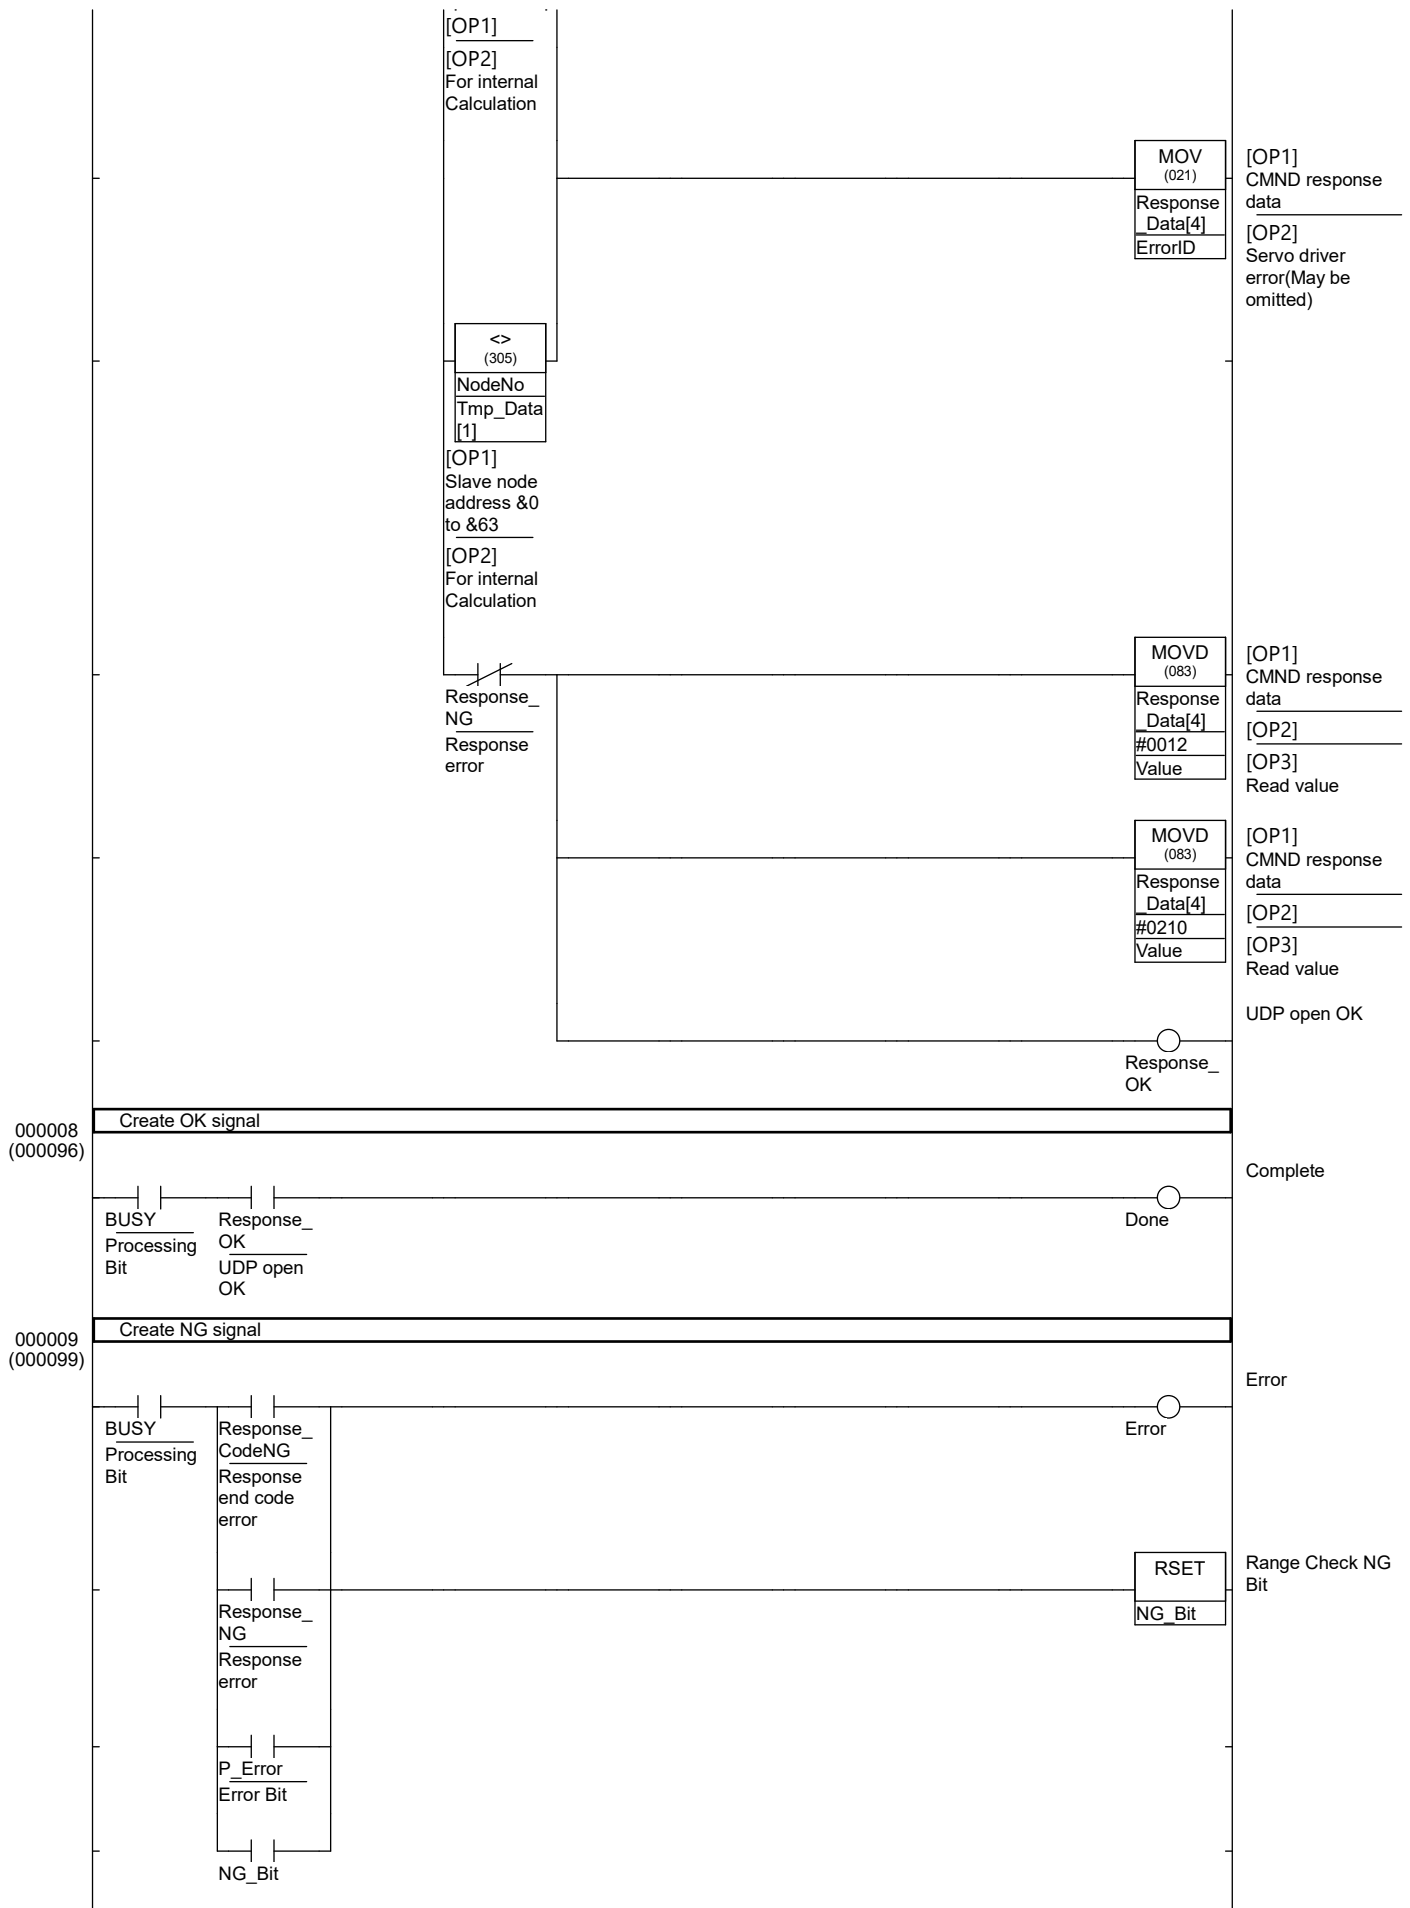 [OP1]
[OP2]
For internal
Calculation
MOV
(021)
Response
_Data[4]
ErrorID
[OP1]
CMND response
data
[OP2]
Servo driver
error(May be
omitted)
<>
(305)
NodeNo
Tmp_Data
[1]
[OP1]
Slave node
address &0
to &63
[OP2]
For internal
Calculation
Response_
NG
Response
error
MOVD
(083)
Response
_Data[4]
#0012
Value
[OP1]
CMND response
data
[OP2]
[OP3]
Read value
MOVD
(083)
Response
_Data[4]
#0210
Value
[OP1]
CMND response
data
[OP2]
[OP3]
Read value
UDP open OK
Response_
OK
000008
(000096)
Create OK signal
Complete
BUSY
Processing
Bit
Response_
OK
UDP open
OK
Done
000009
(000099)
Create NG signal
Error
BUSY
Processing
Bit
Response_
CodeNG
Response
end code
error
Error
RSET
NG_Bit
Range Check NG
Bit
Response_
NG
Response
error
P_Error
Error Bit
NG_Bit